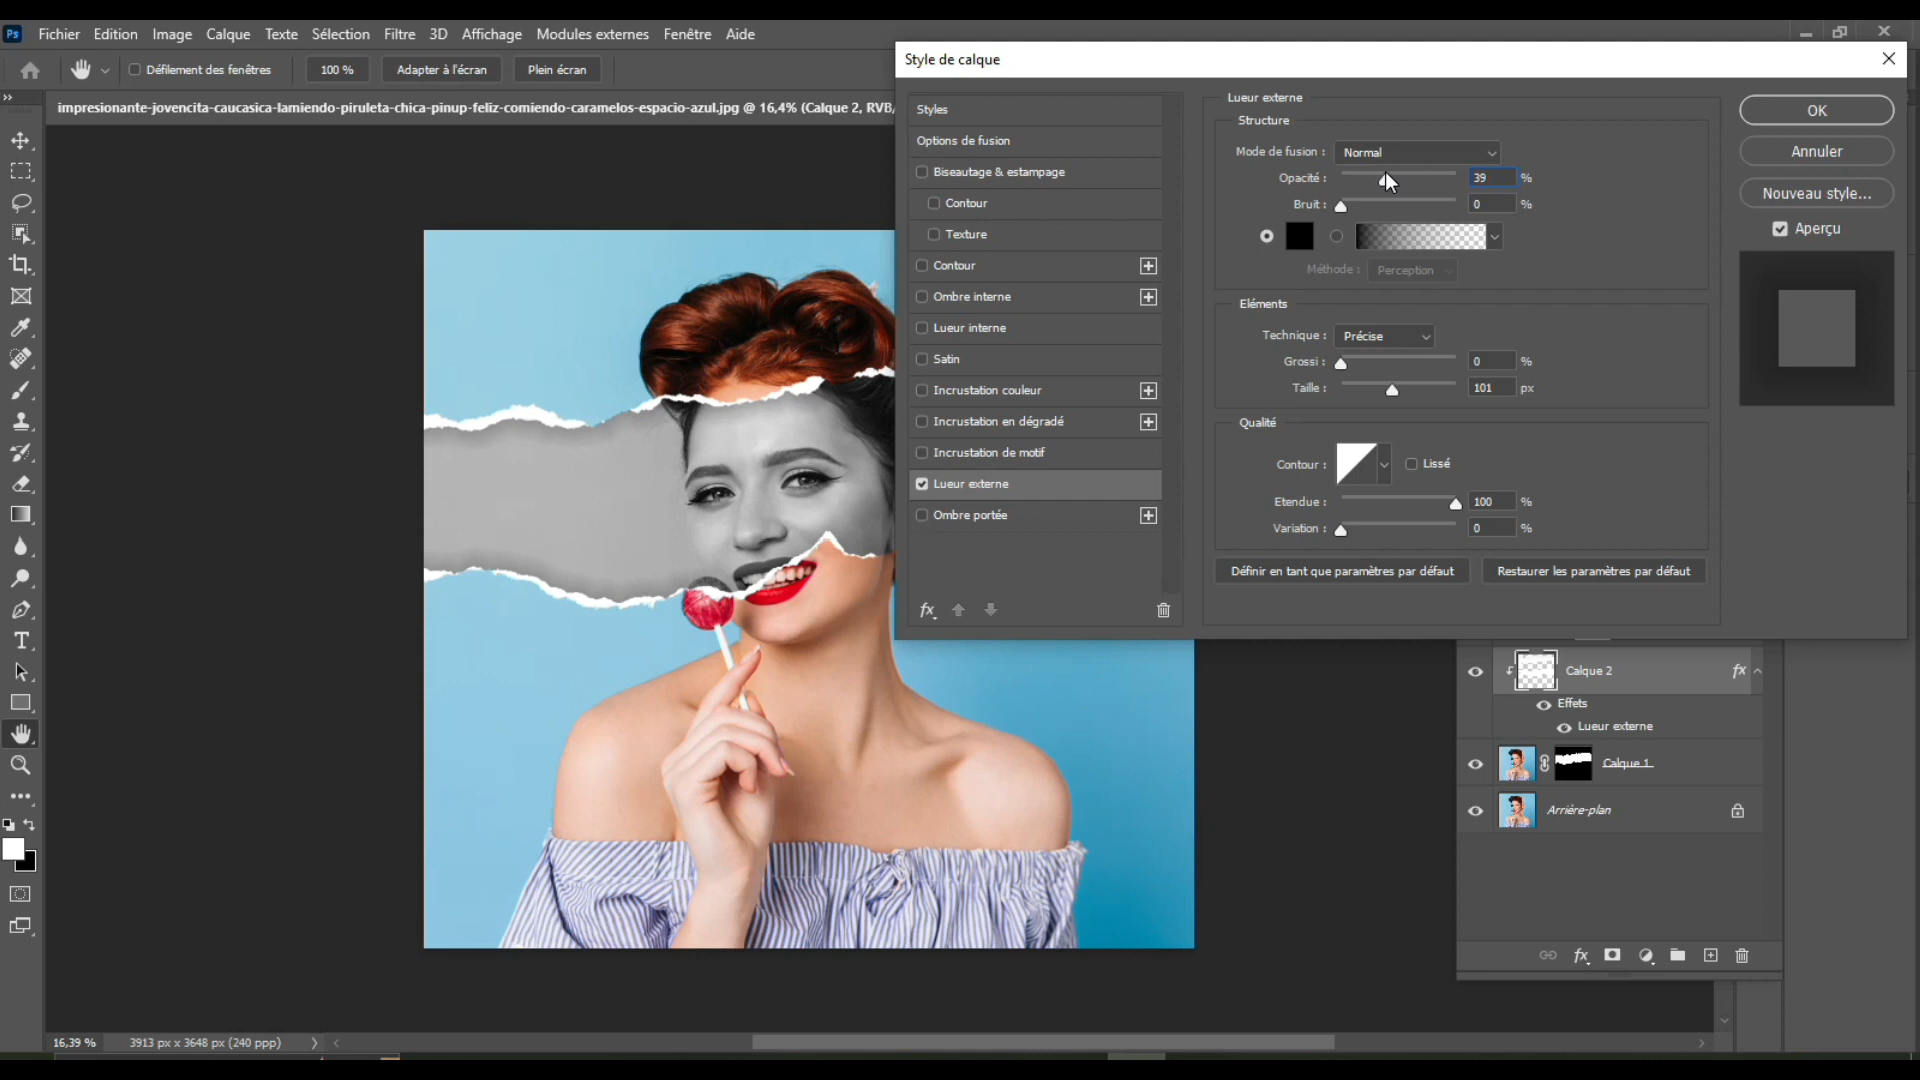 Ps Fichier Edition Image Calque Texte Sélection Filtre 3D Affichage Modules externes Fenêtre Aide
Défilement des fenêtres 100 % Adapter à l'écran Plein écran
impresionante-jovencita-caucasica-lamiendo-piruleta-chica-pinup-feliz-comiendo-caramelos-espacio-azul.jpg @ 16,4% (Calque 2, RVB/
Style de calque
Styles
Options de fusion
Biseautage & estampage
Contour
Texture
Contour
Ombre interne
Lueur interne
Satin
Incrustation couleur
Incrustation en dégradé
Incrustation de motif
Lueur externe
Ombre portée
fx
Lueur externe
Structure
Mode de fusion : Normal
Opacité : 39 %
Bruit : 0 %
Méthode : Perception
Eléments
Technique : Précise
Grossi : 0 %
Taille : 101 px
Qualité
Contour : Lissé
Etendue : 100 %
Variation : 0 %
Définir en tant que paramètres par défaut Restaurer les paramètres par défaut
OK
Annuler
Nouveau style...
Aperçu
Calque 2 fx
Effets
Lueur externe
Calque 1
Arrière-plan
fx
16,39 % 3913 px x 3648 px (240 ppp)